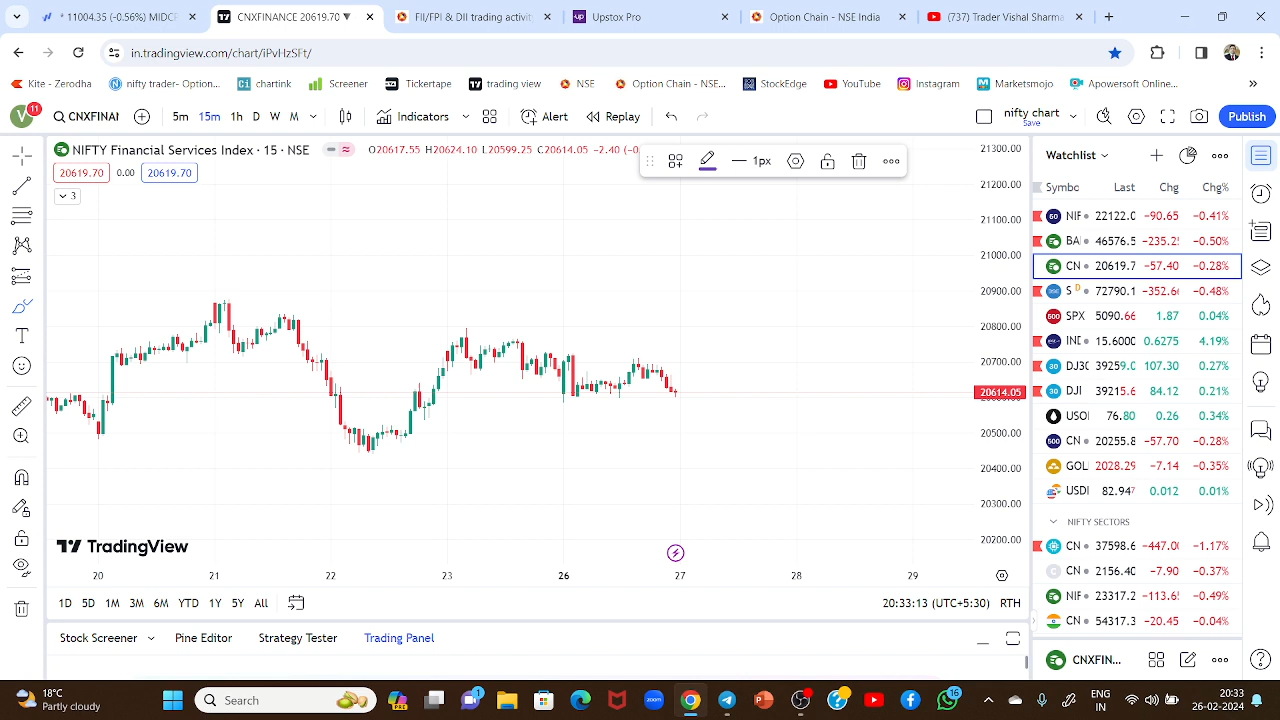 11004.35 (-0.56%) MIDC
CNXFINANCE 20619.70 ▼
FII/FPI & DII trading activit
Upstox Pro
Option Chain - NSE India
(737) Trader Vishal Sharma
in.tradingview.com/chart/iPvHzSFt/
Kite - Zerodha
nifty trader- Option...
chartink
Screener
Tickertape
trading view
NSE
Option Chain - NSE...
StockEdge
YouTube
Instagram
Marketsmojo
Apowersoft Online...
V 11
CNXFINAN
5m 15m 1h D W M
Indicators
Alert
Replay
nifty chart
Save
Publish
NIFTY Financial Services Index · 15 · NSE
O20617.55 H20624.10 L20599.25 C20614.05 -2.40
1px
20619.70 0.00 20619.70
3
21300.00
21200.00
21100.00
21000.00
20900.00
20800.00
20700.00
20614.05
20500.00
20400.00
20300.00
20200.00
TradingView
20 21 22 23 26 27 28 29
1D 5D 1M 3M 6M YTD 1Y 5Y All
20:33:13 (UTC+5:30) RTH
Stock Screener Pine Editor Strategy Tester Trading Panel
Watchlist
Symbo Last Chg Chg%
NIF 22122.0 -90.65 -0.41%
BA 46576.5 -235.25 -0.50%
CN 20619.7 -57.40 -0.28%
S D 72790.1 -352.66 -0.48%
SPX 5090.66 1.87 0.04%
INI 15.6000 0.6275 4.19%
DJ30 39259.0 107.30 0.27%
DJI 39215.6 84.12 0.21%
USOI 76.80 0.26 0.34%
CN 20255.8 -57.70 -0.28%
GOL 2028.29 -7.14 -0.35%
USDI 82.947 0.012 0.01%
NIFTY SECTORS
CN 37598.6 -447.00 -1.17%
CN 2156.40 -7.90 -0.37%
NIF 23317.2 -113.65 -0.49%
CN 54317.3 -20.45 -0.04%
CNXFIN...
18°C
Partly cloudy
Search
zoom
1
16
ENG
IN
20:33
26-02-2024